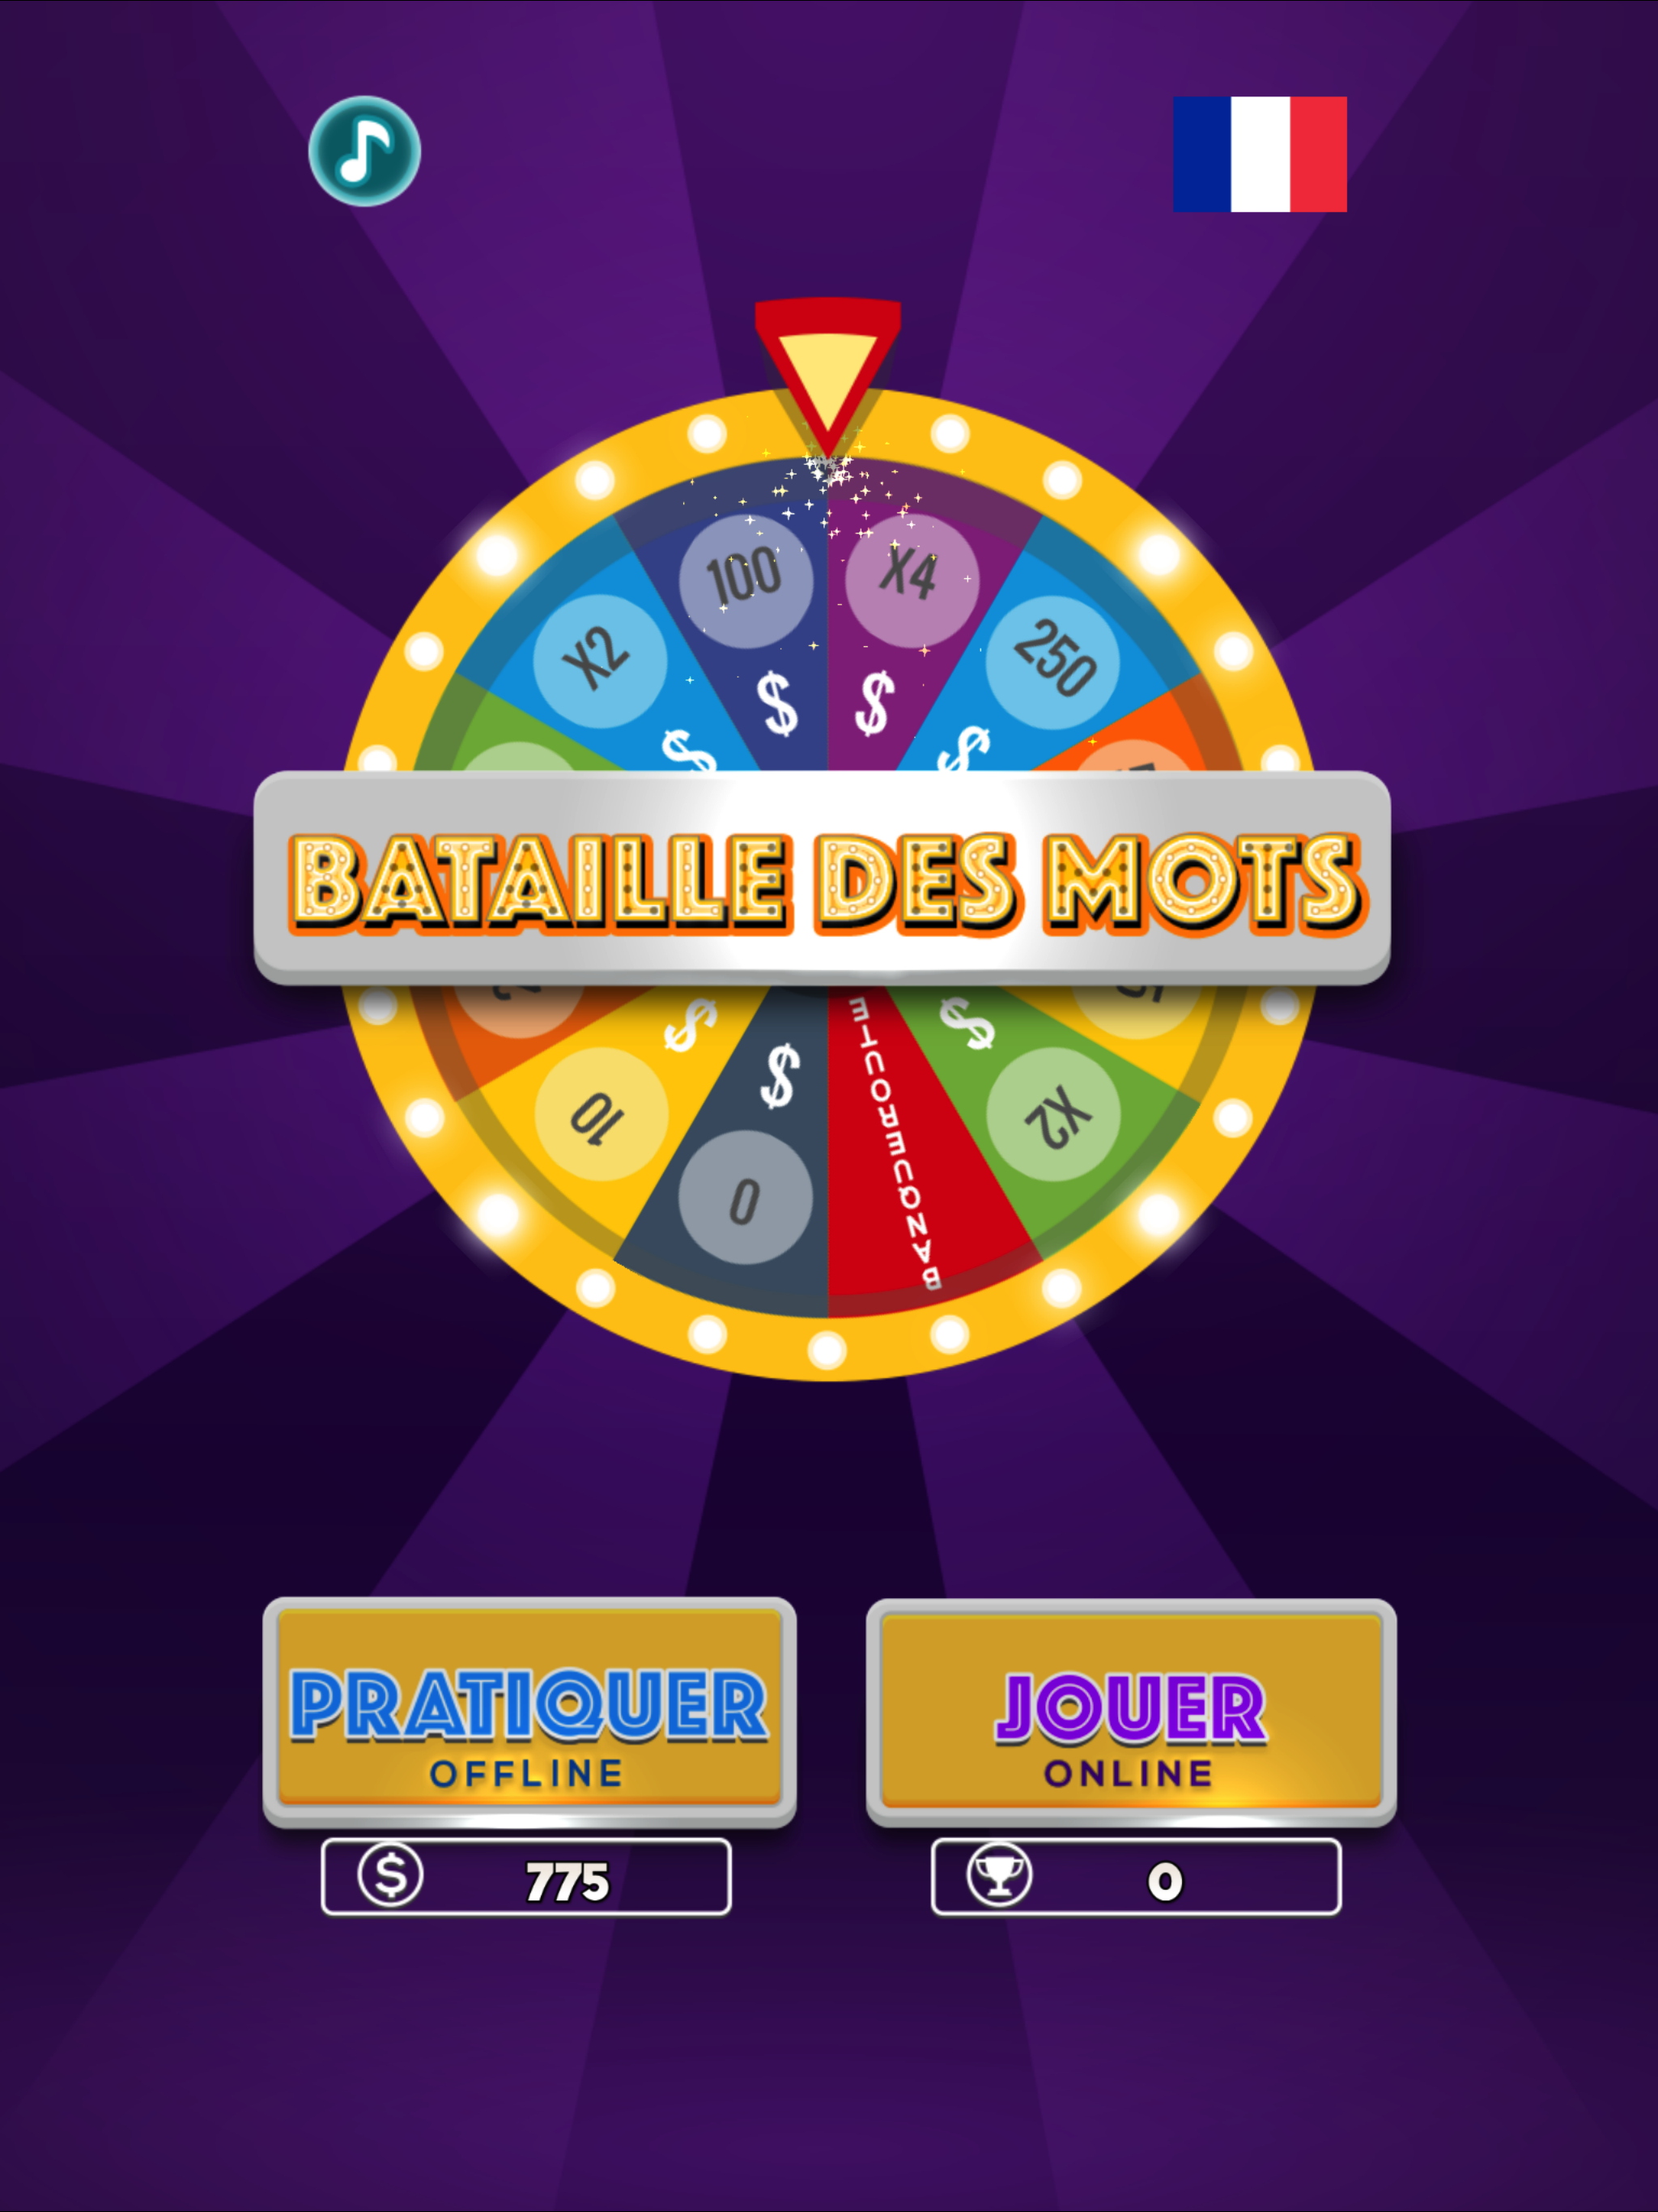 100
X4
X2
250
$
$
$
$
BATAILLE DES MOTS
$
$
$
BANQUEROUTE
10
X2
0
PRATIQUER
OFFLINE
JOUER
ONLINE
$
775
0